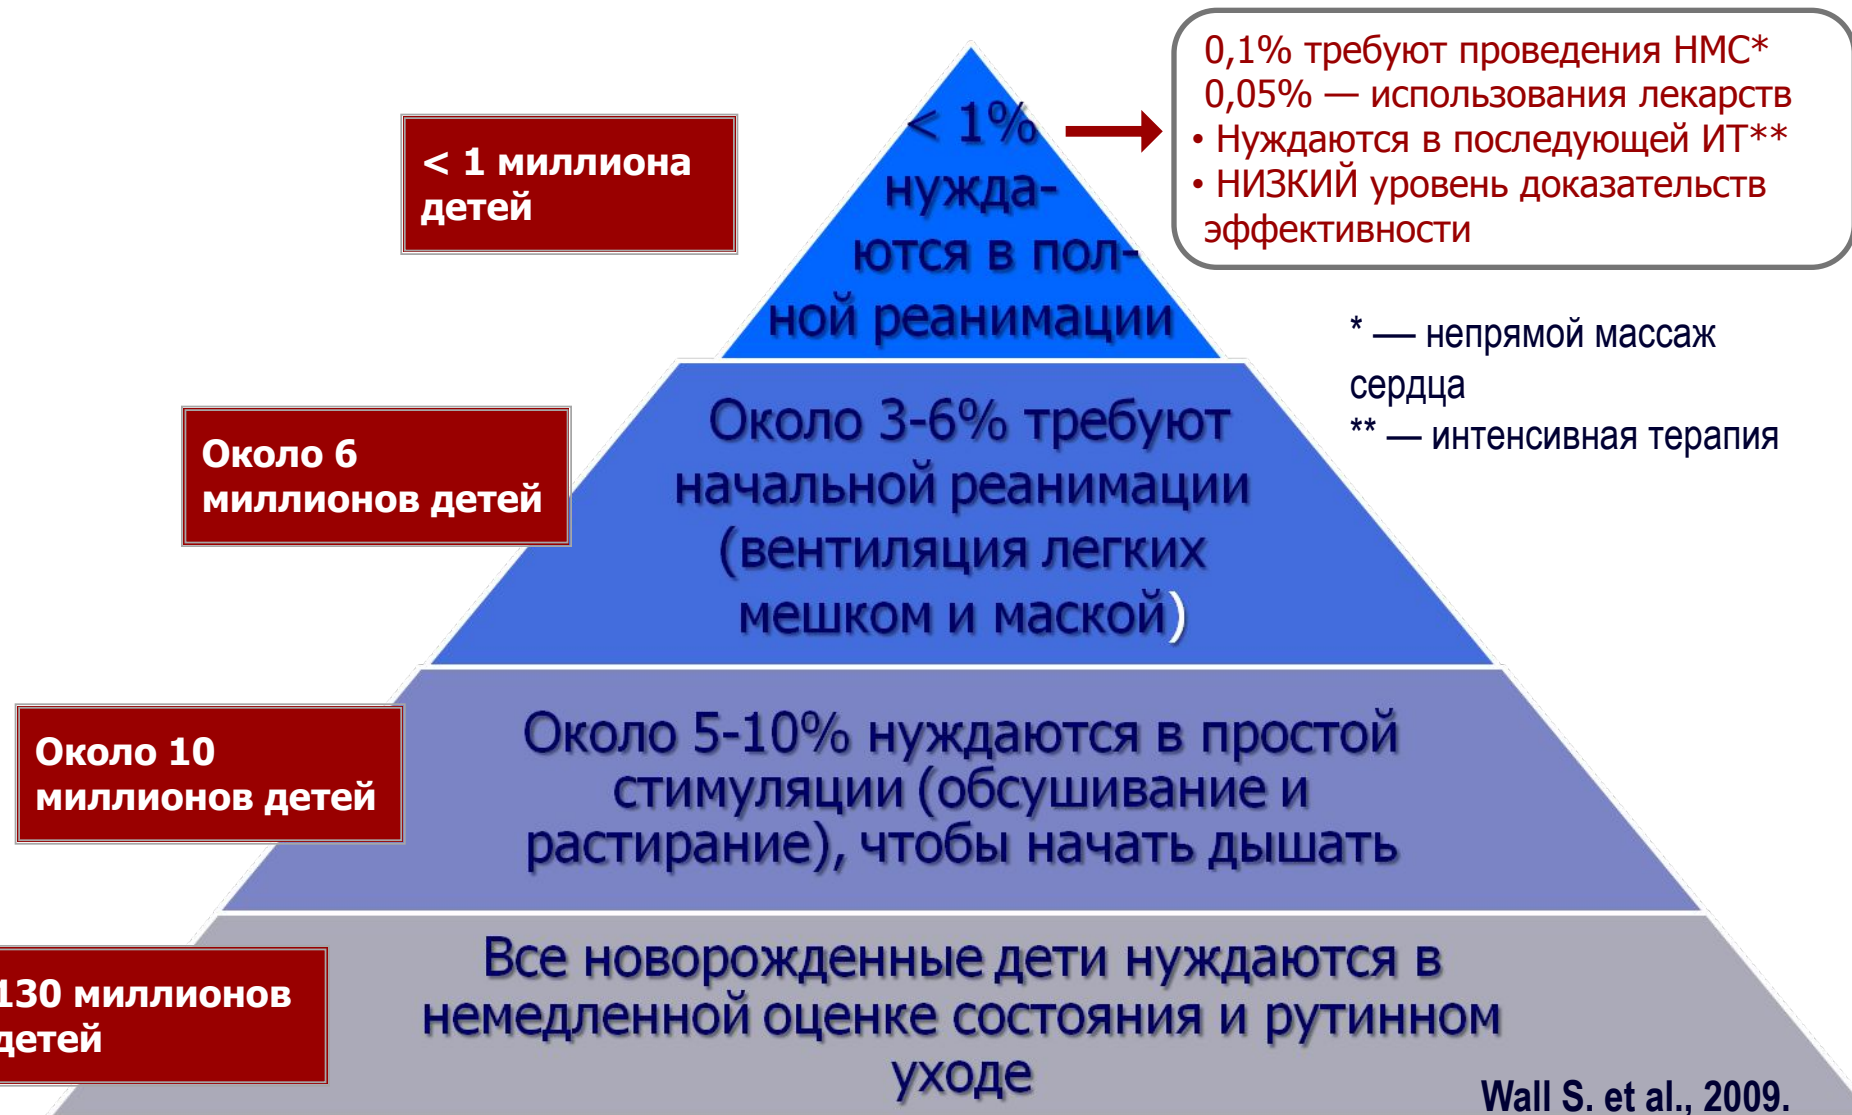 0,1% требуют проведения НМС*
0,05% — использования лекарств
• Нуждаются в последующей ИТ**
• НИЗКИЙ уровень доказательств
эффективности
< 1%
нужда-
ются в пол-
ной реанимации
< 1 миллиона
детей
* — непрямой массаж
сердца
** — интенсивная терапия
Около 3-6% требуют
начальной реанимации
(вентиляция легких
мешком и маской)
Около 6
миллионов детей
Около 5-10% нуждаются в простой
стимуляции (обсушивание и
растирание), чтобы начать дышать
Около 10
миллионов детей
Все новорожденные дети нуждаются в
немедленной оценке состояния и рутинном
уходе
130 миллионов
детей
Wall S. et al., 2009.